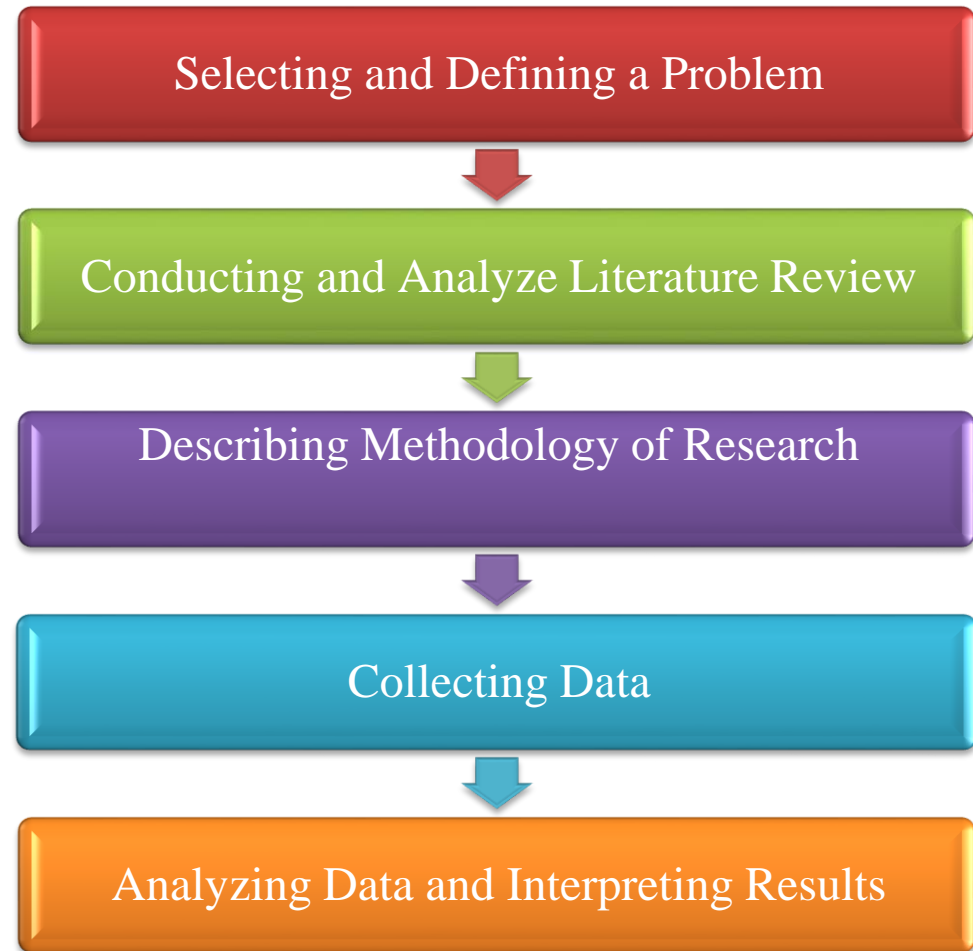 Selecting and Defining a Problem
Conducting and Analyze Literature Review
Describing Methodology of Research
Collecting Data
Analyzing Data and Interpreting Results